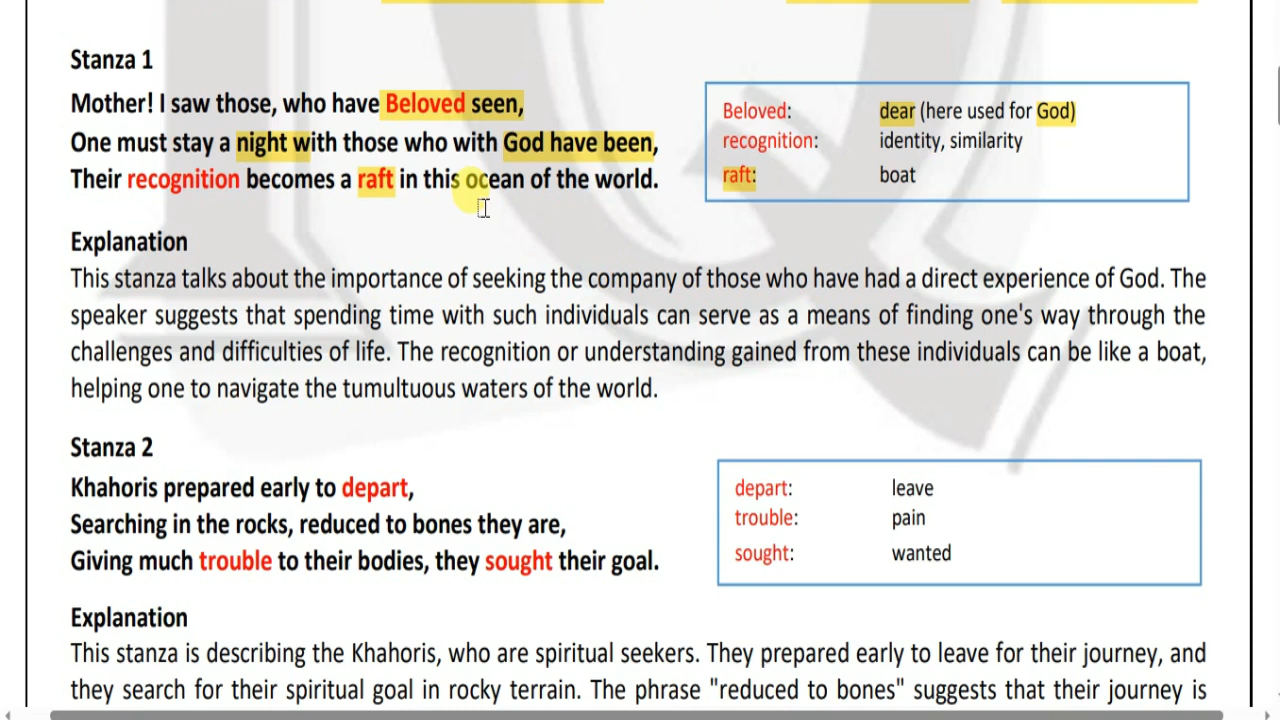 Stanza 1
Mother! I saw those, who have Beloved seen,
One must stay a night with those who with God have been,
Their recognition becomes a raft in this ocean of the world.
Beloved: dear (here used for God)
recognition: identity, similarity
raft: boat
Explanation
This stanza talks about the importance of seeking the company of those who have had a direct experience of God. The
speaker suggests that spending time with such individuals can serve as a means of finding one's way through the
challenges and difficulties of life. The recognition or understanding gained from these individuals can be like a boat,
helping one to navigate the tumultuous waters of the world.
Stanza 2
Khahoris prepared early to depart,
Searching in the rocks, reduced to bones they are,
Giving much trouble to their bodies, they sought their goal.
depart: leave
trouble: pain
sought: wanted
Explanation
This stanza is describing the Khahoris, who are spiritual seekers. They prepared early to leave for their journey, and
they search for their spiritual goal in rocky terrain. The phrase "reduced to bones" suggests that their journey is